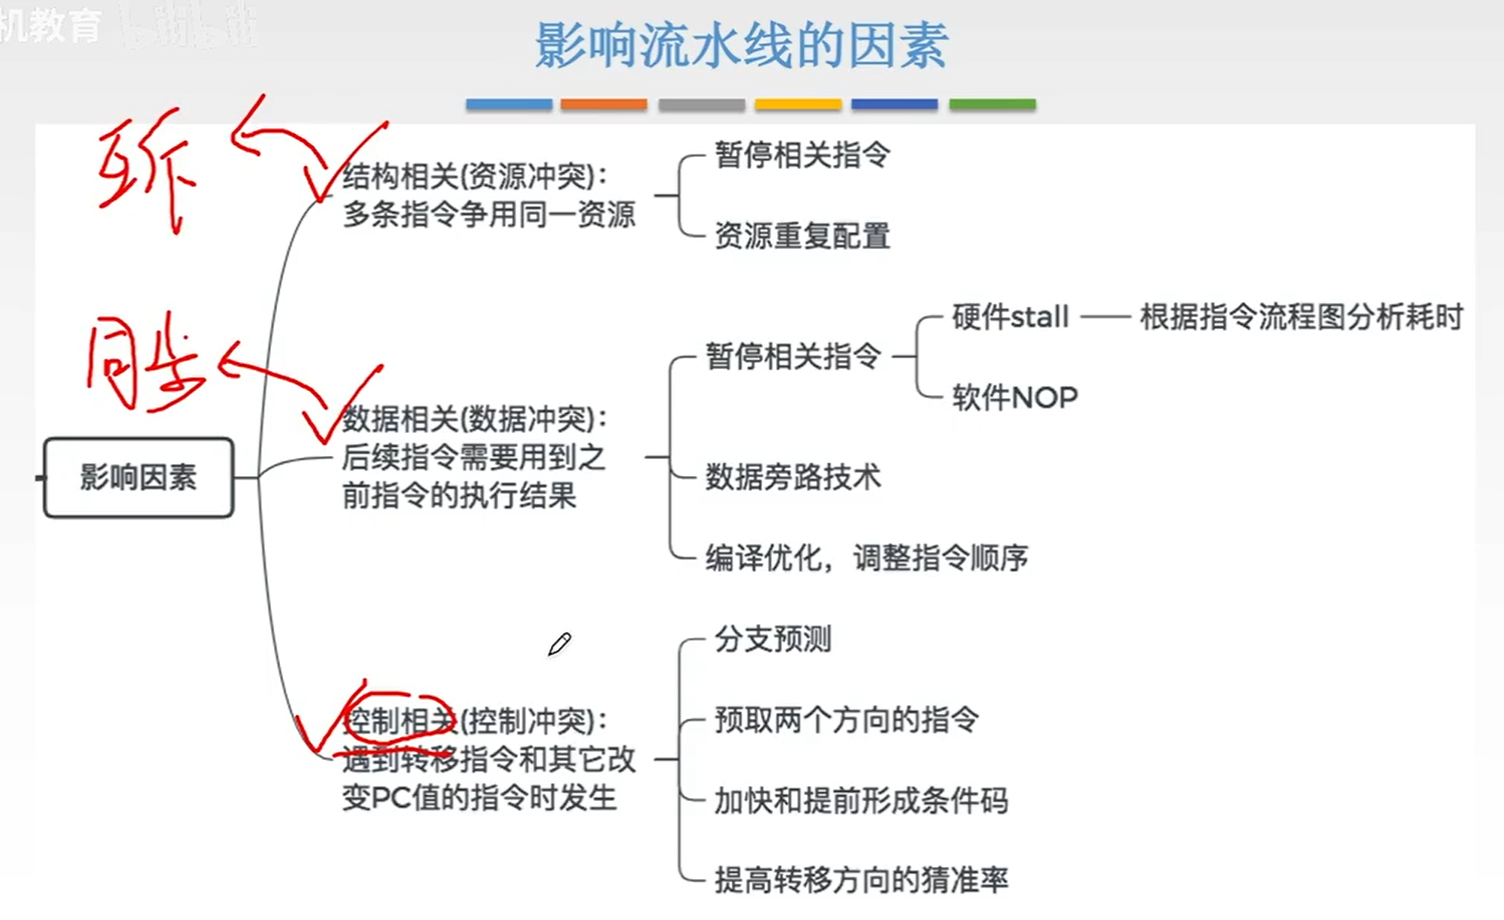 机教育
bilibili
影响流水线的因素
互斥
结构相关(资源冲突):
多条指令争用同一资源
暂停相关指令
资源重复配置
同步
数据相关(数据冲突):
后续指令需要用到之
前指令的执行结果
暂停相关指令
硬件stall
根据指令流程图分析耗时
软件NOP
数据旁路技术
编译优化，调整指令顺序
影响因素
控制相关(控制冲突):
遇到转移指令和其它改
变PC值的指令时发生
分支预测
预取两个方向的指令
加快和提前形成条件码
提高转移方向的猜准率